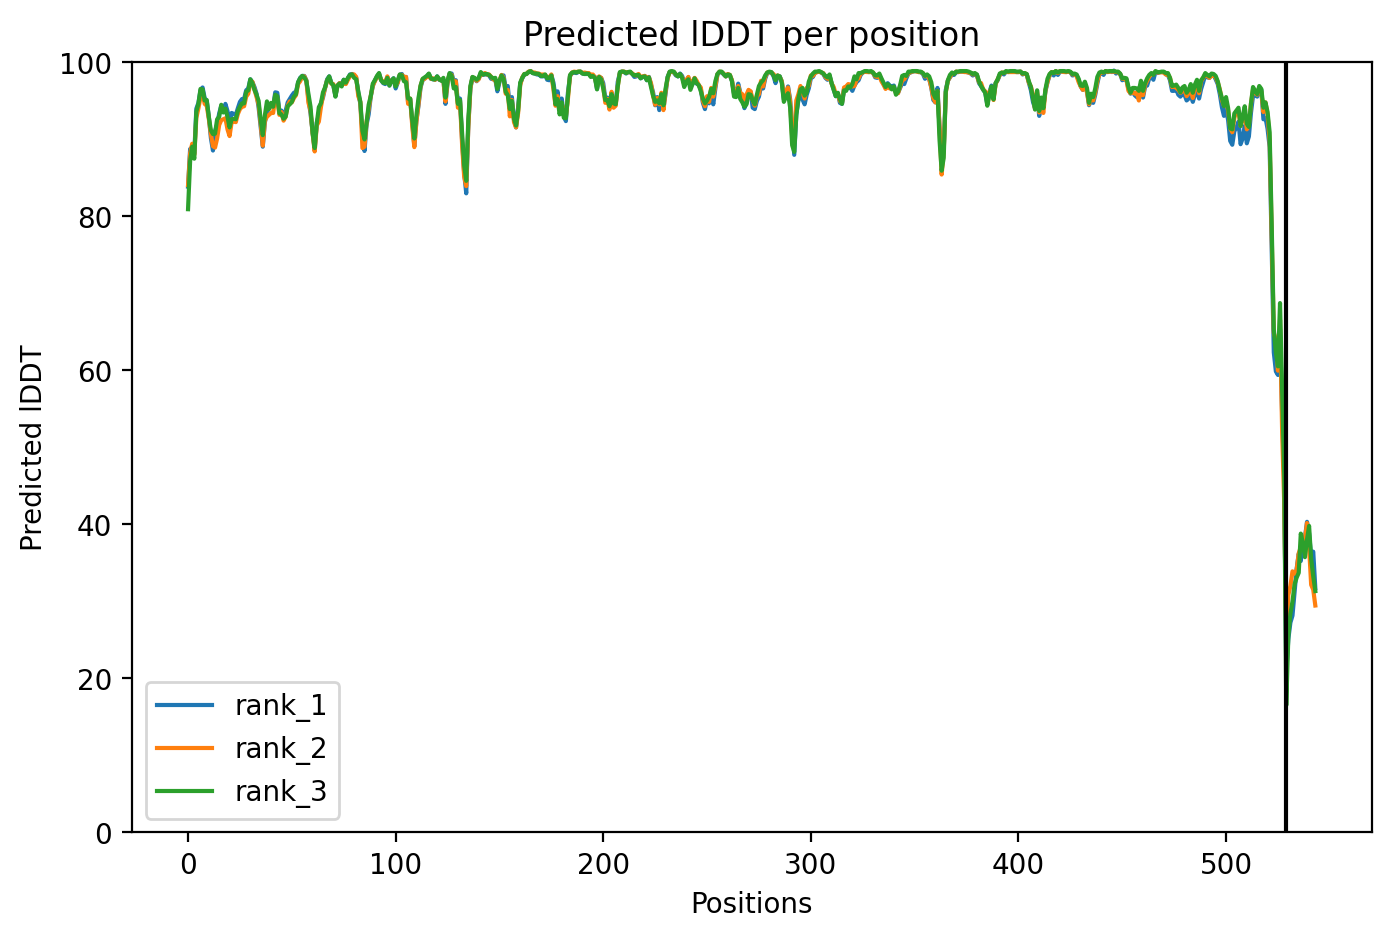 Predicted lDDT per position
100
80
60
40
20
0
Predicted lDDT
rank_1
rank_2
rank_3
0 100 200 300 400 500
Positions